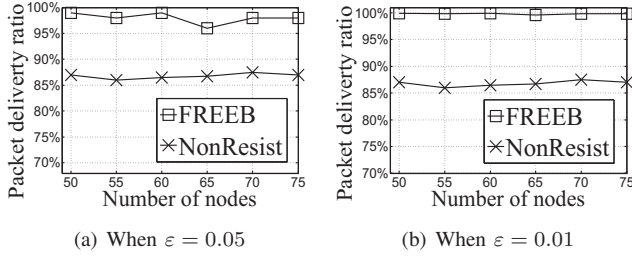 Packet deliverty ratio
100%
95%
90%
85%
80%
75%
70%
FREEB
NonResist
50 55 60 65 70 75
Number of nodes
(a) When ε = 0.05
Packet deliverty ratio
100%
95%
90%
85%
80%
75%
70%
FREEB
NonResist
50 55 60 65 70 75
Number of nodes
(b) When ε = 0.01